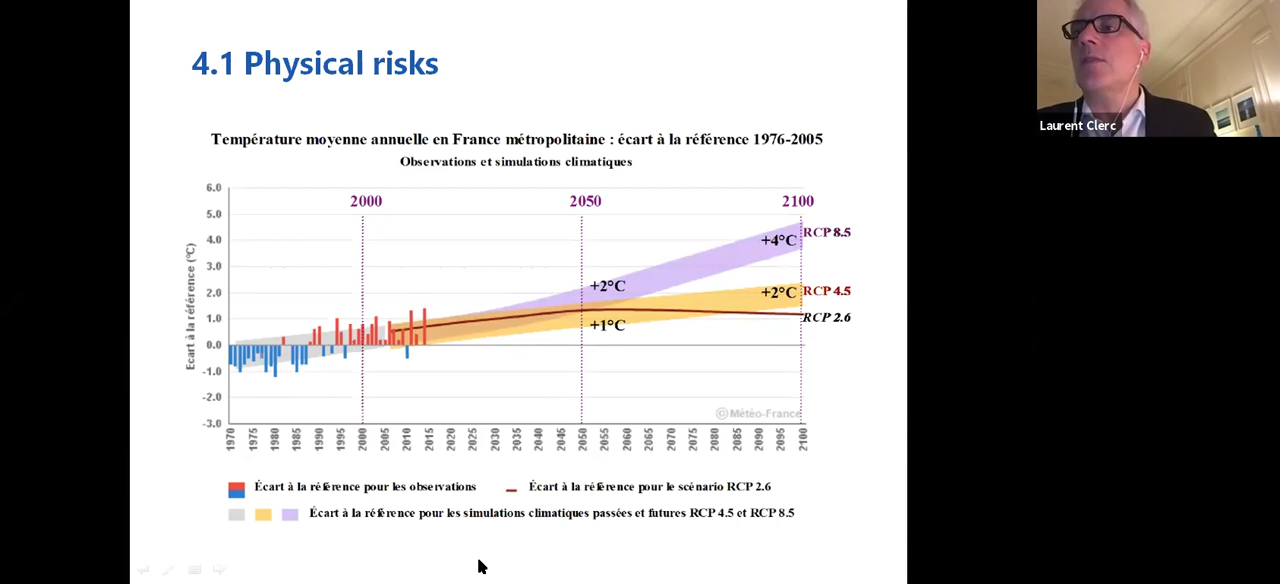 4.1 Physical risks
Laurent Clerc
Température moyenne annuelle en France métropolitaine : écart à la référence 1976-2005
Observations et simulations climatiques
2000 2050 2100
Ecart à la référence (°C)
6.0
5.0
4.0
3.0
2.0
1.0
0.0
-1.0
-2.0
-3.0
+4°C RCP 8.5
+2°C
+2°C RCP 4.5
+1°C
RCP 2.6
© Météo-France
1970 1975 1980 1985 1990 1995 2000 2005 2010 2015 2020 2025 2030 2035 2040 2045 2050 2055 2060 2065 2070 2075 2080 2085 2090 2095 2100
Écart à la référence pour les observations
Écart à la référence pour le scénario RCP 2.6
Écart à la référence pour les simulations climatiques passées et futures RCP 4.5 et RCP 8.5